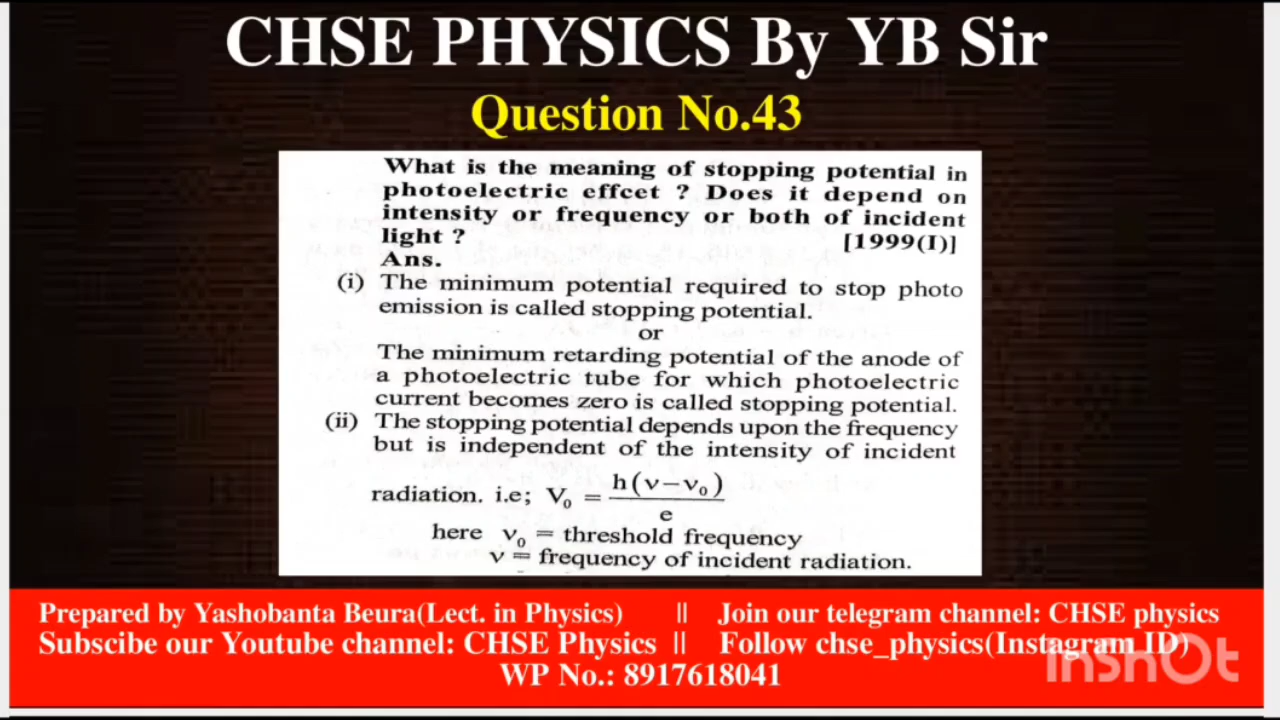 CHSE PHYSICS By YB Sir
Question No.43
What is the meaning of stopping potential in
photoelectric effcet ? Does it depend on
intensity or frequency or both of incident
light ? [1999(I)]
Ans.
(i) The minimum potential required to stop photo
emission is called stopping potential.
or
The minimum retarding potential of the anode of
a photoelectric tube for which photoelectric
current becomes zero is called stopping potential.
(ii) The stopping potential depends upon the frequency
but is independent of the intensity of incident
radiation. i.e; V₀ = h(ν−ν₀)/e
here ν₀ = threshold frequency
ν = frequency of incident radiation.
Prepared by Yashobanta Beura(Lect. in Physics) || Join our telegram channel: CHSE physics
Subscibe our Youtube channel: CHSE Physics || Follow chse_physics(Instagram ID)
WP No.: 8917618041
InShOt